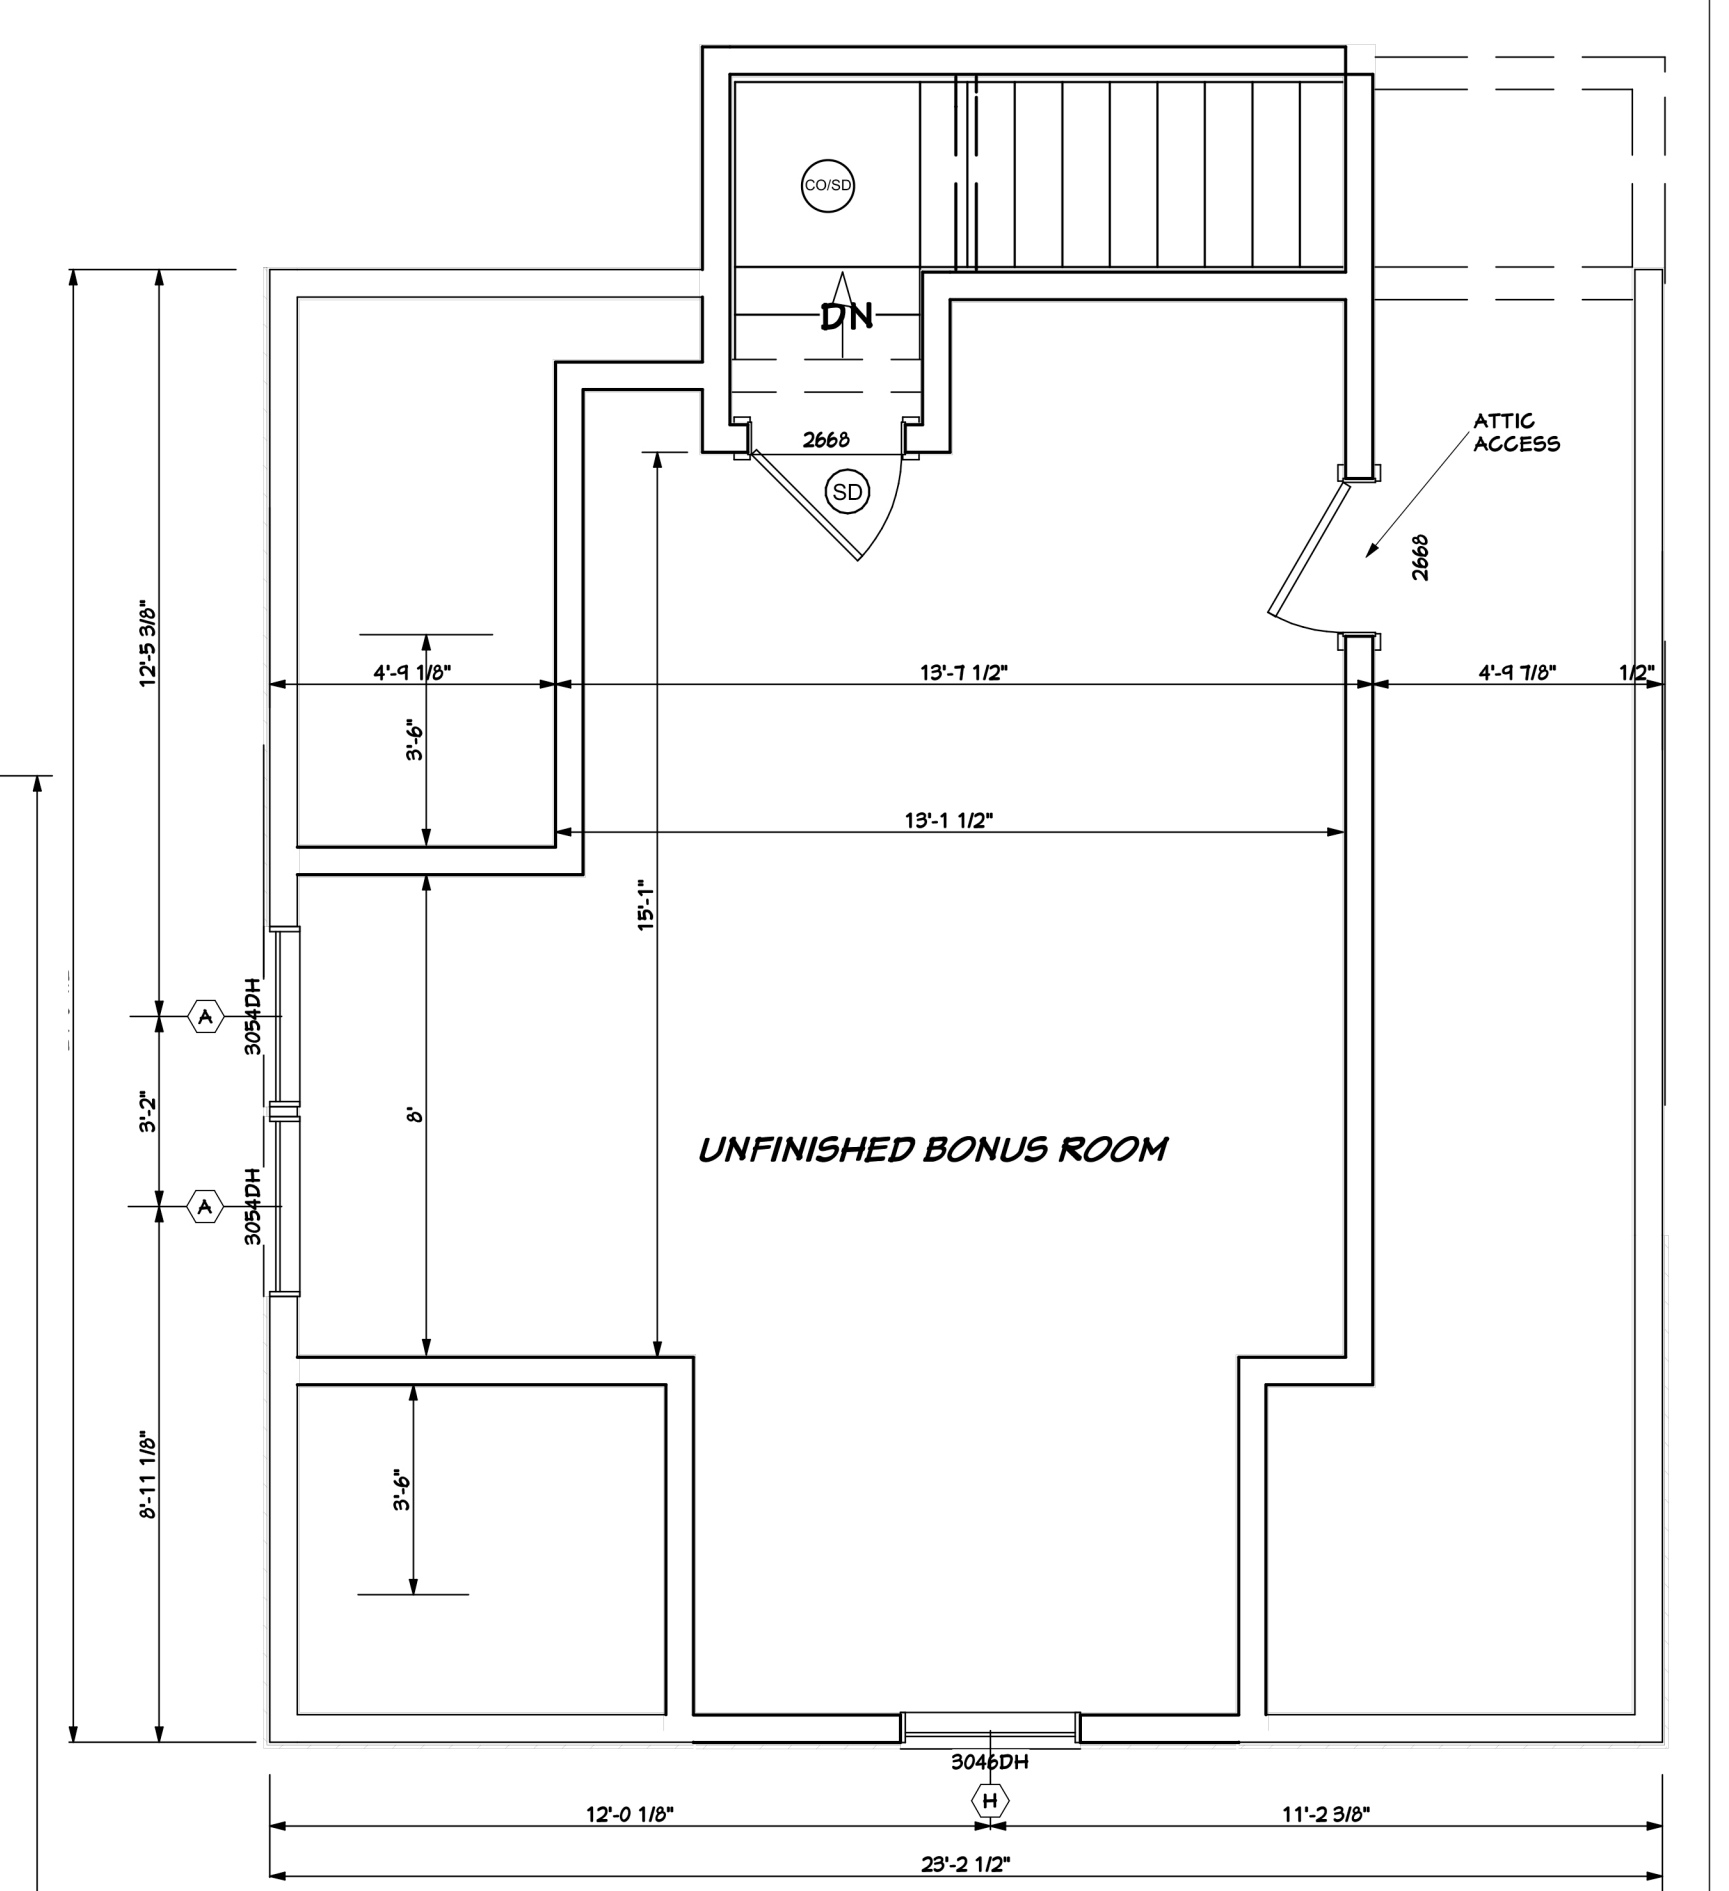 CO/SD
DN
2668
SD
ATTIC
ACCESS
2668
12'-5 3/8"
4'-9 1/8"
13'-7 1/2"
4'-9 7/8"
1/2"
3'-6"
13'-1 1/2"
15'-1"
A
3054DH
3'-2"
8'
UNFINISHED BONUS ROOM
A
3054DH
8'-11 1/8"
3'-6"
3046DH
H
12'-0 1/8"
11'-2 3/8"
23'-2 1/2"